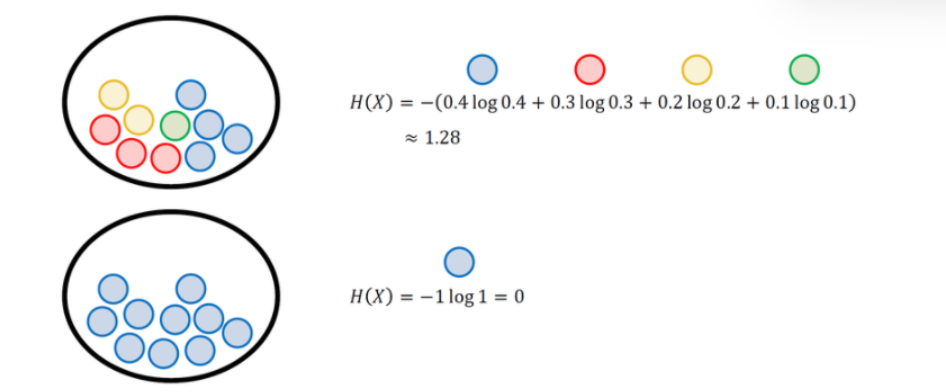 H(X) = −(0.4 log 0.4 + 0.3 log 0.3 + 0.2 log 0.2 + 0.1 log 0.1)
≈ 1.28
H(X) = −1 log 1 = 0